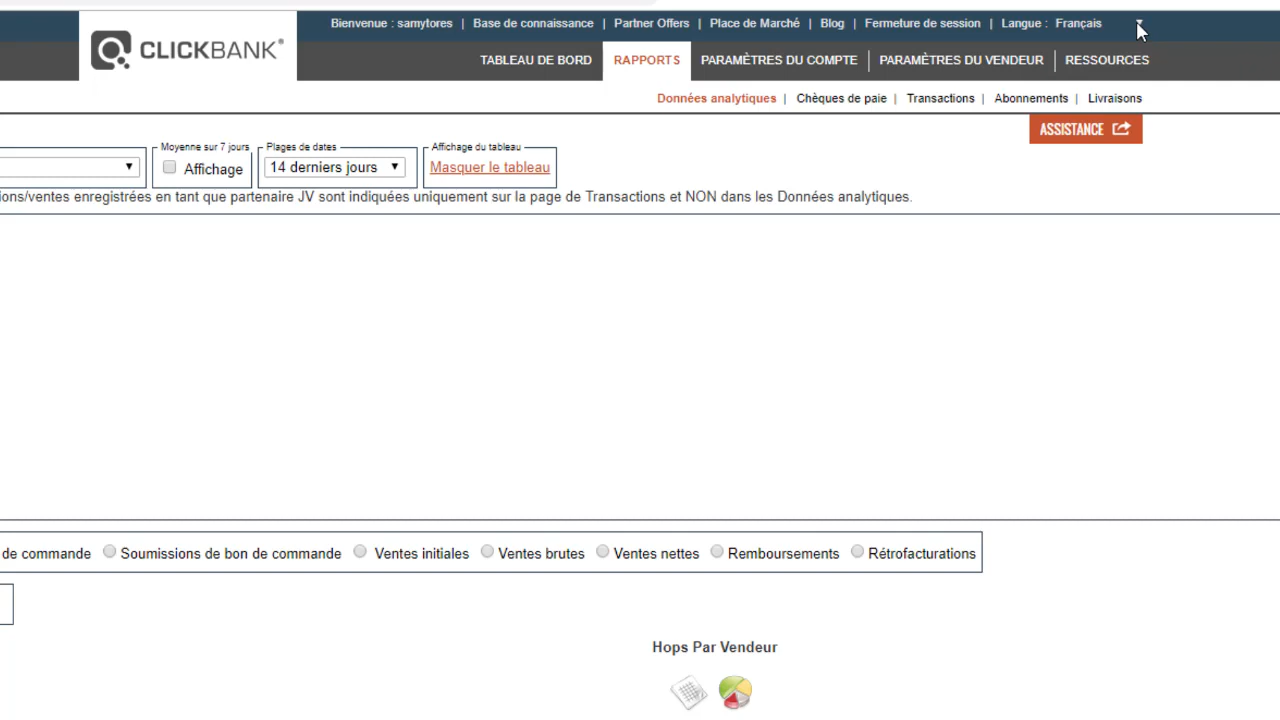 Bienvenue : samytores | Base de connaissance | Partner Offers | Place de Marché | Blog | Fermeture de session | Langue : Français
CLICKBANK®
TABLEAU DE BORD RAPPORTS PARAMÈTRES DU COMPTE | PARAMÈTRES DU VENDEUR | RESSOURCES
Données analytiques | Chèques de paie | Transactions | Abonnements | Livraisons
ASSISTANCE
Moyenne sur 7 jours Plages de dates Affichage du tableau
Affichage 14 derniers jours Masquer le tableau
ions/ventes enregistrées en tant que partenaire JV sont indiquées uniquement sur la page de Transactions et NON dans les Données analytiques.
de commande Soumissions de bon de commande Ventes initiales Ventes brutes Ventes nettes Remboursements Rétrofacturations
Hops Par Vendeur